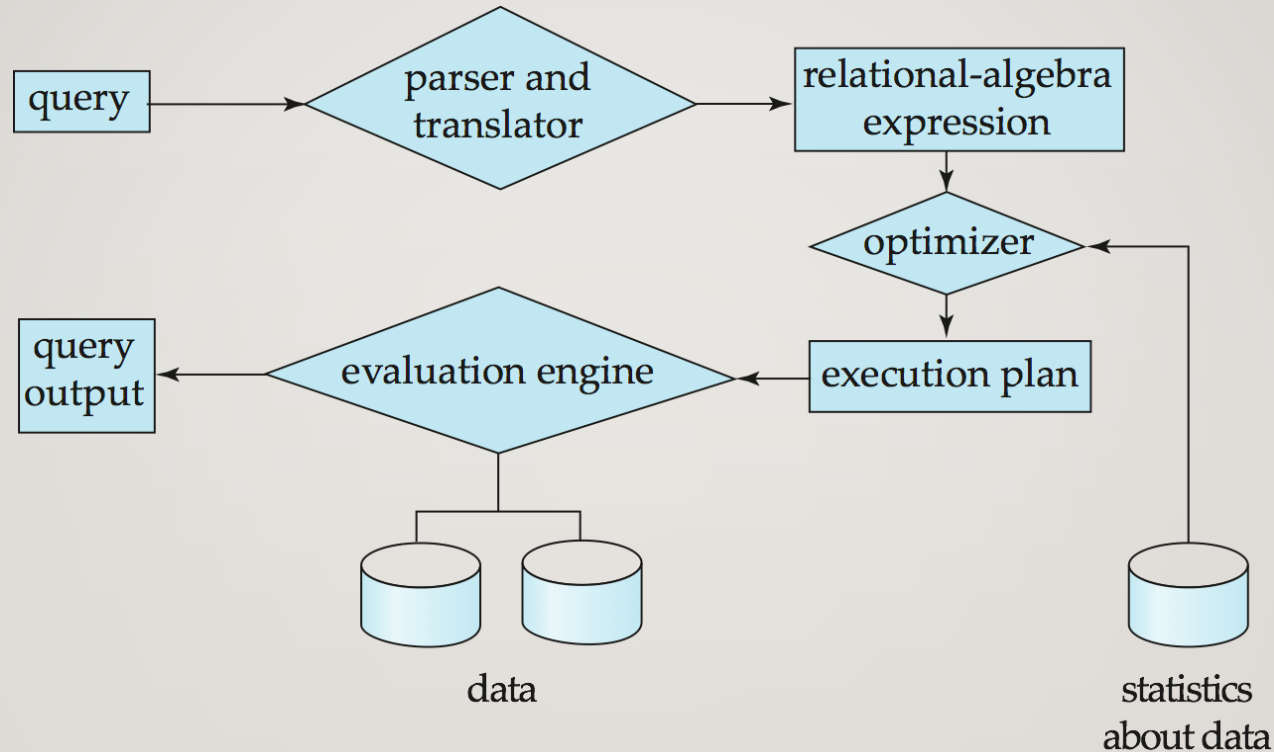 query
parser and
translator
relational-algebra
expression
optimizer
query
output
evaluation engine
execution plan
data
statistics
about data